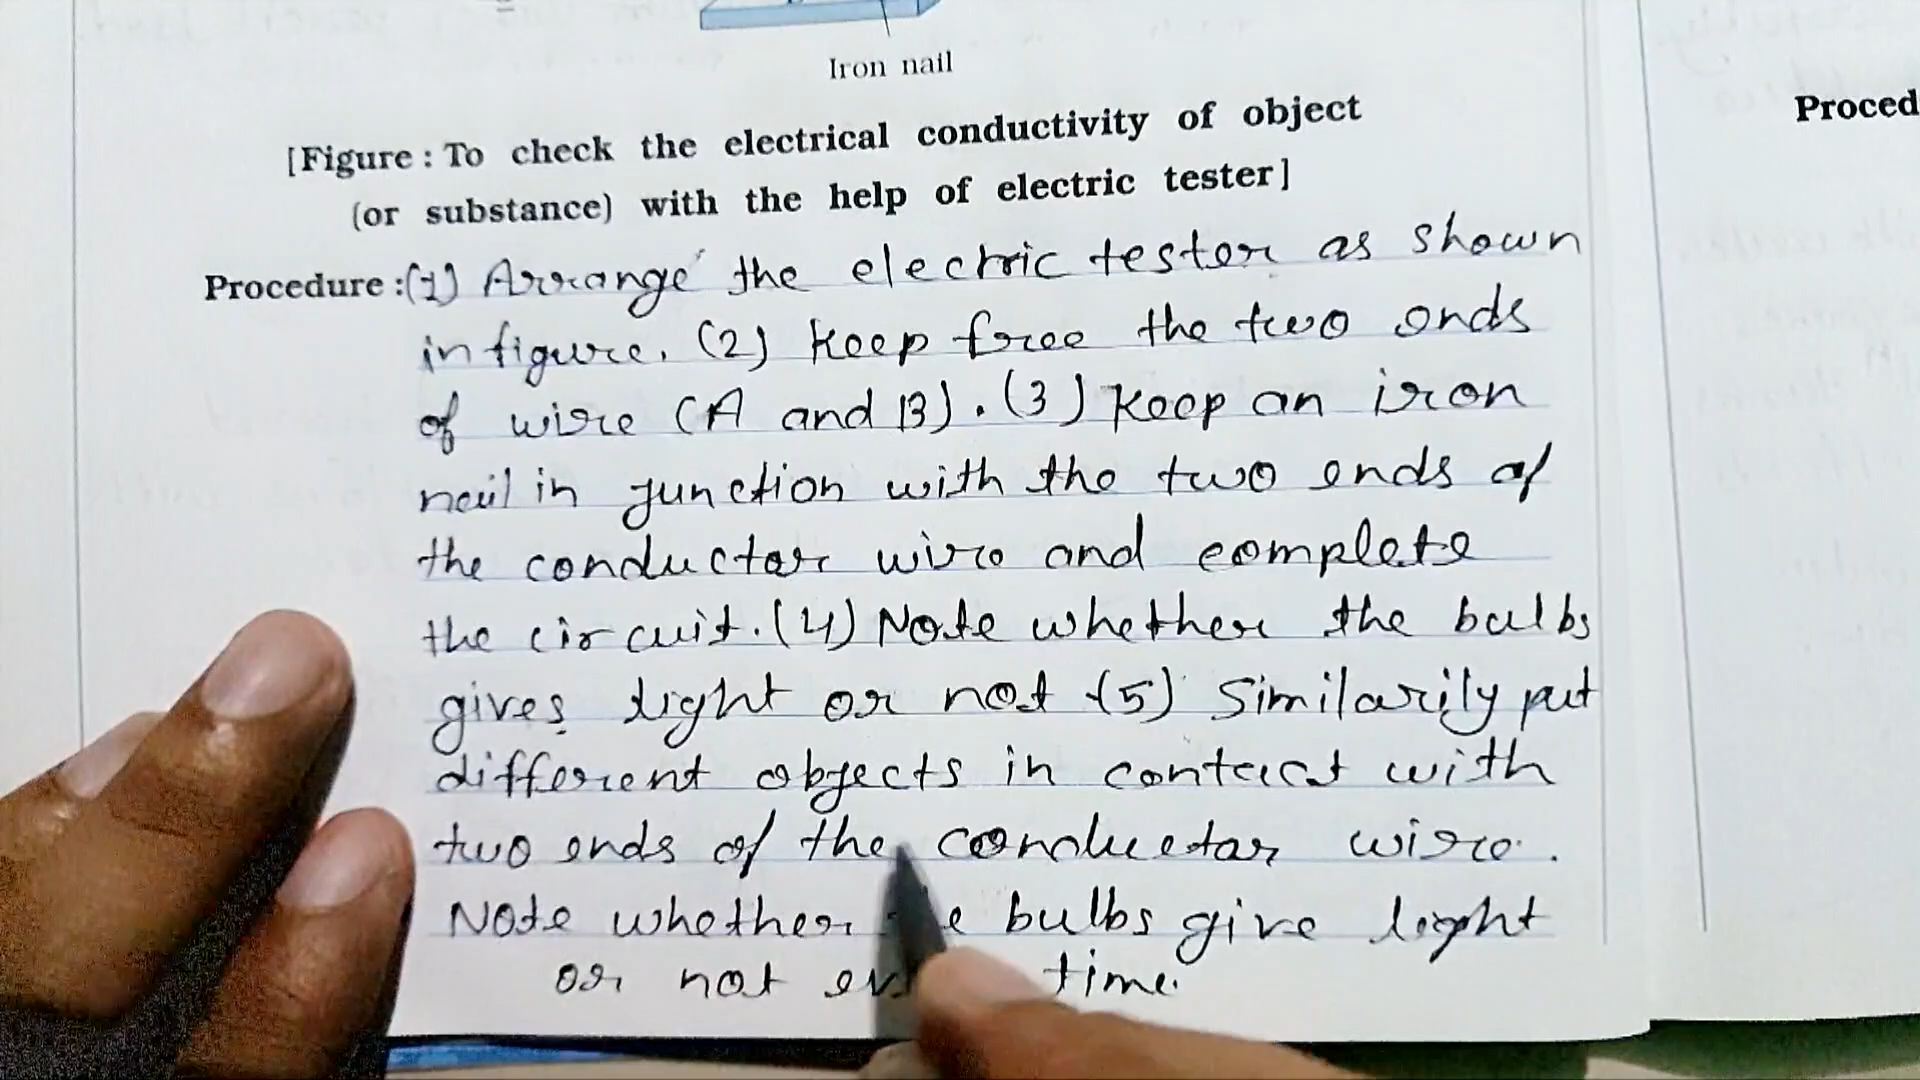 Iron nail
[Figure : To check the electrical conductivity of object
(or substance) with the help of electric tester]
Proced
Procedure : (1) Arrange the electric tester as shown
in figure. (2) Keep free the two ends
of wire (A and B). (3) Keep an iron
nail in junction with the two ends of
the conductor wire and complete
the circuit. (4) Note whether the bulbs
gives light or not (5) Similarily put
different objects in contact with
two ends of the conductor wire.
Note whether bulbs give light
or not time.